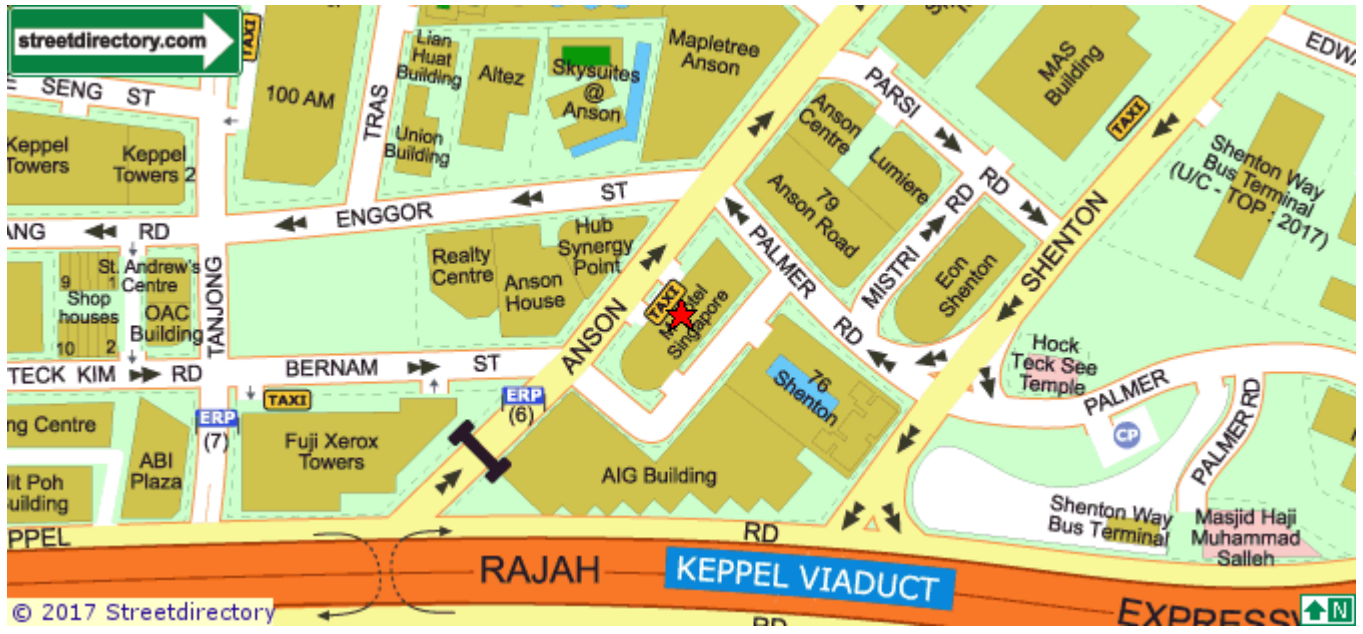 streetdirectory.com
TAXI
SENG ST
Keppel
Towers
Keppel
Towers 2
100 AM
TRAS
Lian
Huat
Building
Union
Building
Altez
Skysuites
@
Anson
Mapletree
Anson
PARSI
RD
MAS
Building
TAXI
Shenton Way
Bus Terminal
(U/C - TOP : 2017)
Anson
Centre
Lumiere
79
Anson Road
MISTRI RD
Eon
Shenton
SHENTON
ENGGOR
ST
ANG
RD
9
1
Shop
houses
10
2
St. Andrew's
Centre
OAC
Building
TANJONG
Realty
Centre
Anson
House
Hub
Synergy
Point
TAXI
Singapore
PALMER
RD
ANSON
BERNAM
ST
TECK KIM
RD
TAXI
ERP
(7)
ERP
(6)
Fuji Xerox
Towers
ng Centre
ABI
Plaza
Jit Poh
uilding
76
Shenton
AIG Building
Hock
Teck See
Temple
PALMER
CP
PALMER RD
Shenton Way
Bus Terminal
Masjid Haji
Muhammad
Salleh
PPEL
RD
RAJAH
KEPPEL VIADUCT
EXPRESSV
RD
© 2017 Streetdirectory
N